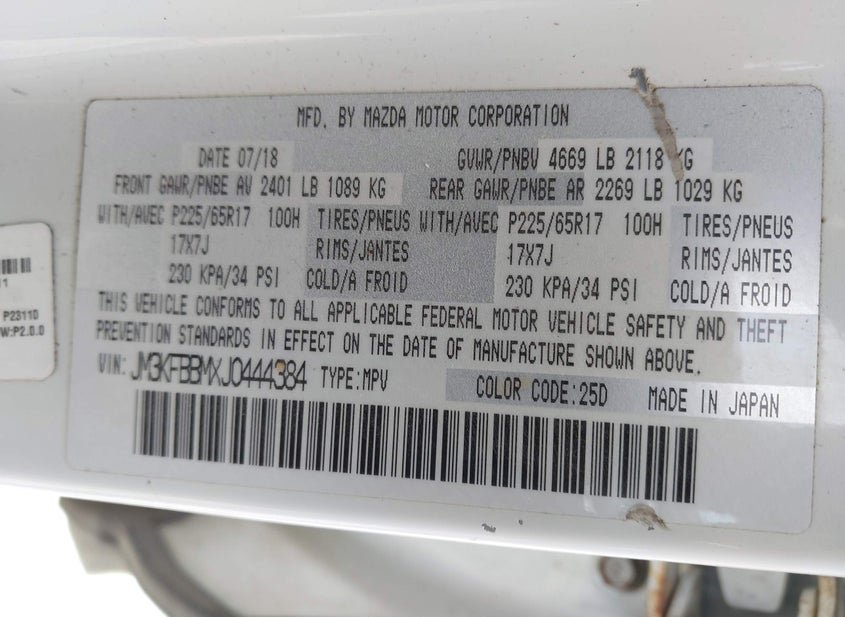 MFD. BY MAZDA MOTOR CORPORATION
DATE 07/18 GVWR/PNBV 4669 LB 2118 KG
FRONT GAWR/PNBE AV 2401 LB 1089 KG REAR GAWR/PNBE AR 2269 LB 1029 KG
WITH/AVEC P225/65R17 100H TIRES/PNEUS WITH/AVEC P225/65R17 100H TIRES/PNEUS
17X7J RIMS/JANTES 17X7J RIMS/JANTES
230 KPA/34 PSI COLD/A FROID 230 KPA/34 PSI COLD/A FROID
THIS VEHICLE CONFORMS TO ALL APPLICABLE FEDERAL MOTOR VEHICLE SAFETY AND THEFT
PREVENTION STANDARDS IN EFFECT ON THE DATE OF MANUFACTURE SHOWN ABOVE.
VIN: JM3KFBBMXJ0444384 TYPE:MPV COLOR CODE:25D MADE IN JAPAN
P23110
W:P2.0.0